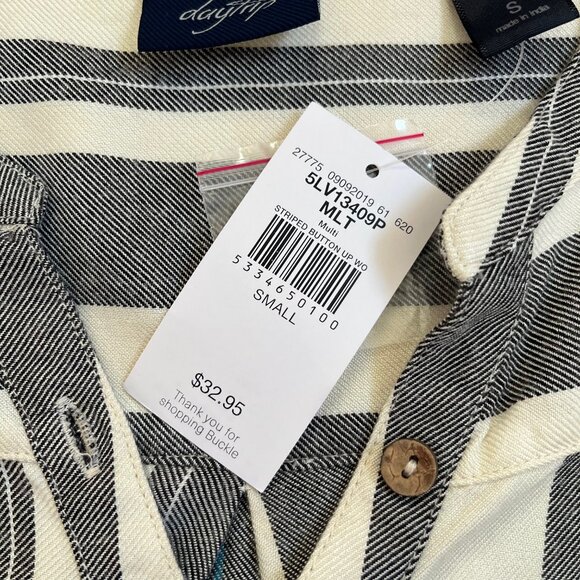 daytrip
S
made in India
27775 09092019 61 620
5LV13409P
MLT
Multi
STRIPED BUTTON UP WO
5334650100
SMALL
$32.95
Thank you for
shopping Buckle